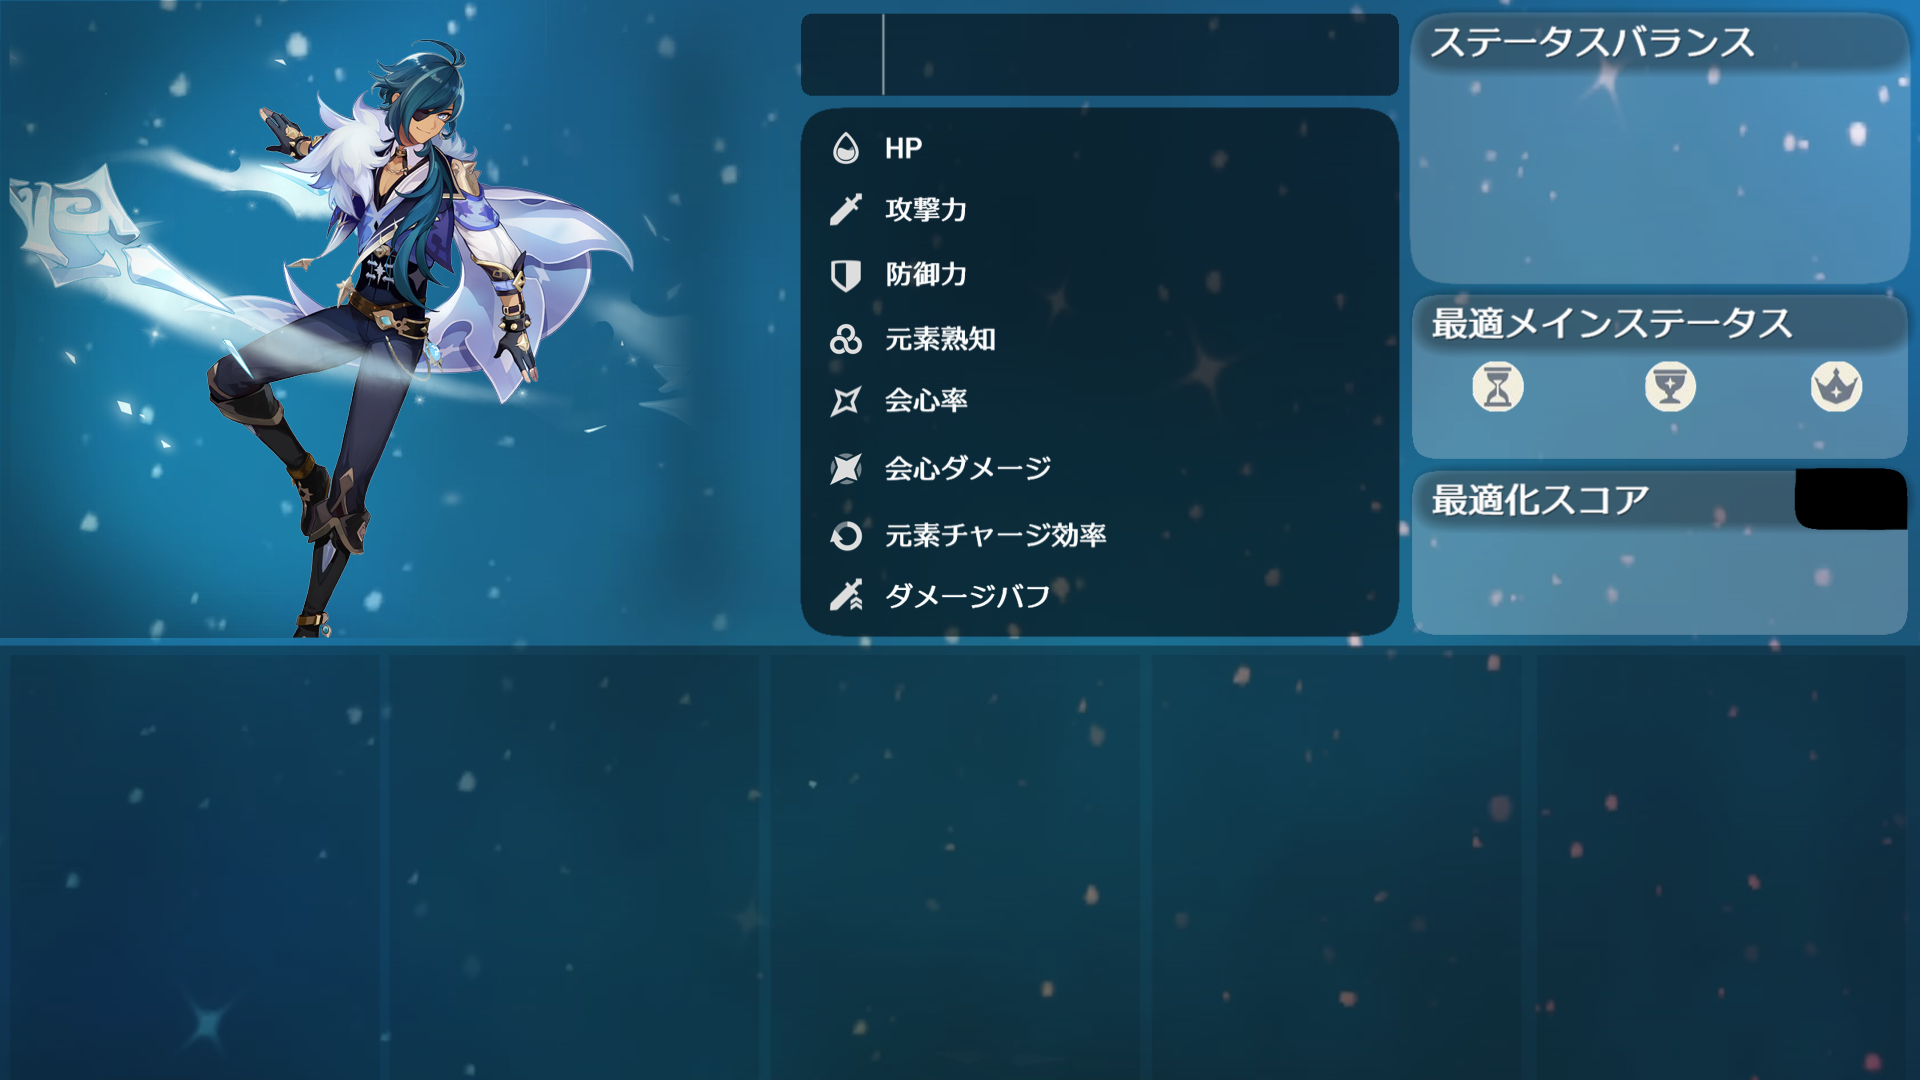 HP
攻撃力
防御力
元素熟知
会心率
会心ダメージ
元素チャージ効率
ダメージバフ
ステータスバランス
最適メインステータス
最適化スコア